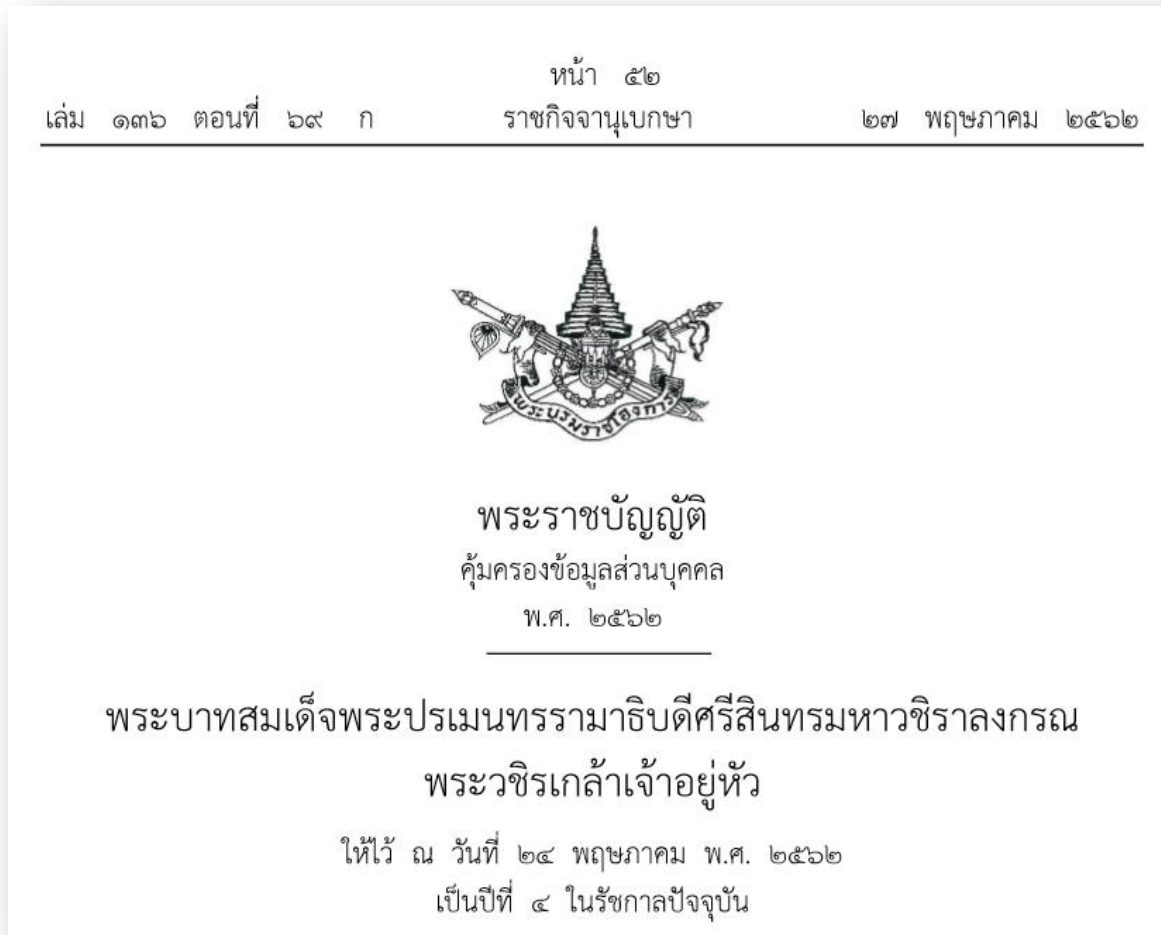 หน้า ๕๒
เล่ม ๑๓๖ ตอนที่ ๖๙ ก ราชกิจจานุเบกษา ๒๗ พฤษภาคม ๒๕๖๒
พระบรมราชโองการ
พระราชบัญญัติ
คุ้มครองข้อมูลส่วนบุคคล
พ.ศ. ๒๕๖๒
พระบาทสมเด็จพระปรเมนทรรามาธิบดีศรีสินทรมหาวชิราลงกรณ
พระวชิรเกล้าเจ้าอยู่หัว
ให้ไว้ ณ วันที่ ๒๔ พฤษภาคม พ.ศ. ๒๕๖๒
เป็นปีที่ ๔ ในรัชกาลปัจจุบัน